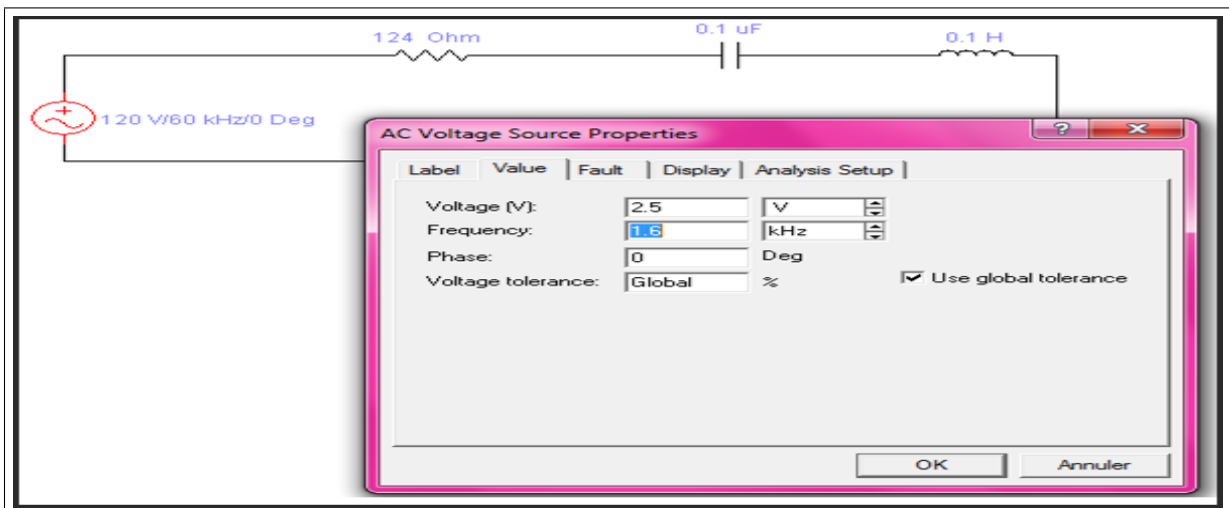 124 Ohm
0.1 uF
0.1 H
120 V/60 kHz/0 Deg
AC Voltage Source Properties
Label Value Fault Display Analysis Setup
Voltage (V): 2.5 V
Frequency: 1.6 kHz
Phase: 0 Deg
Voltage tolerance: Global % Use global tolerance
OK Annuler